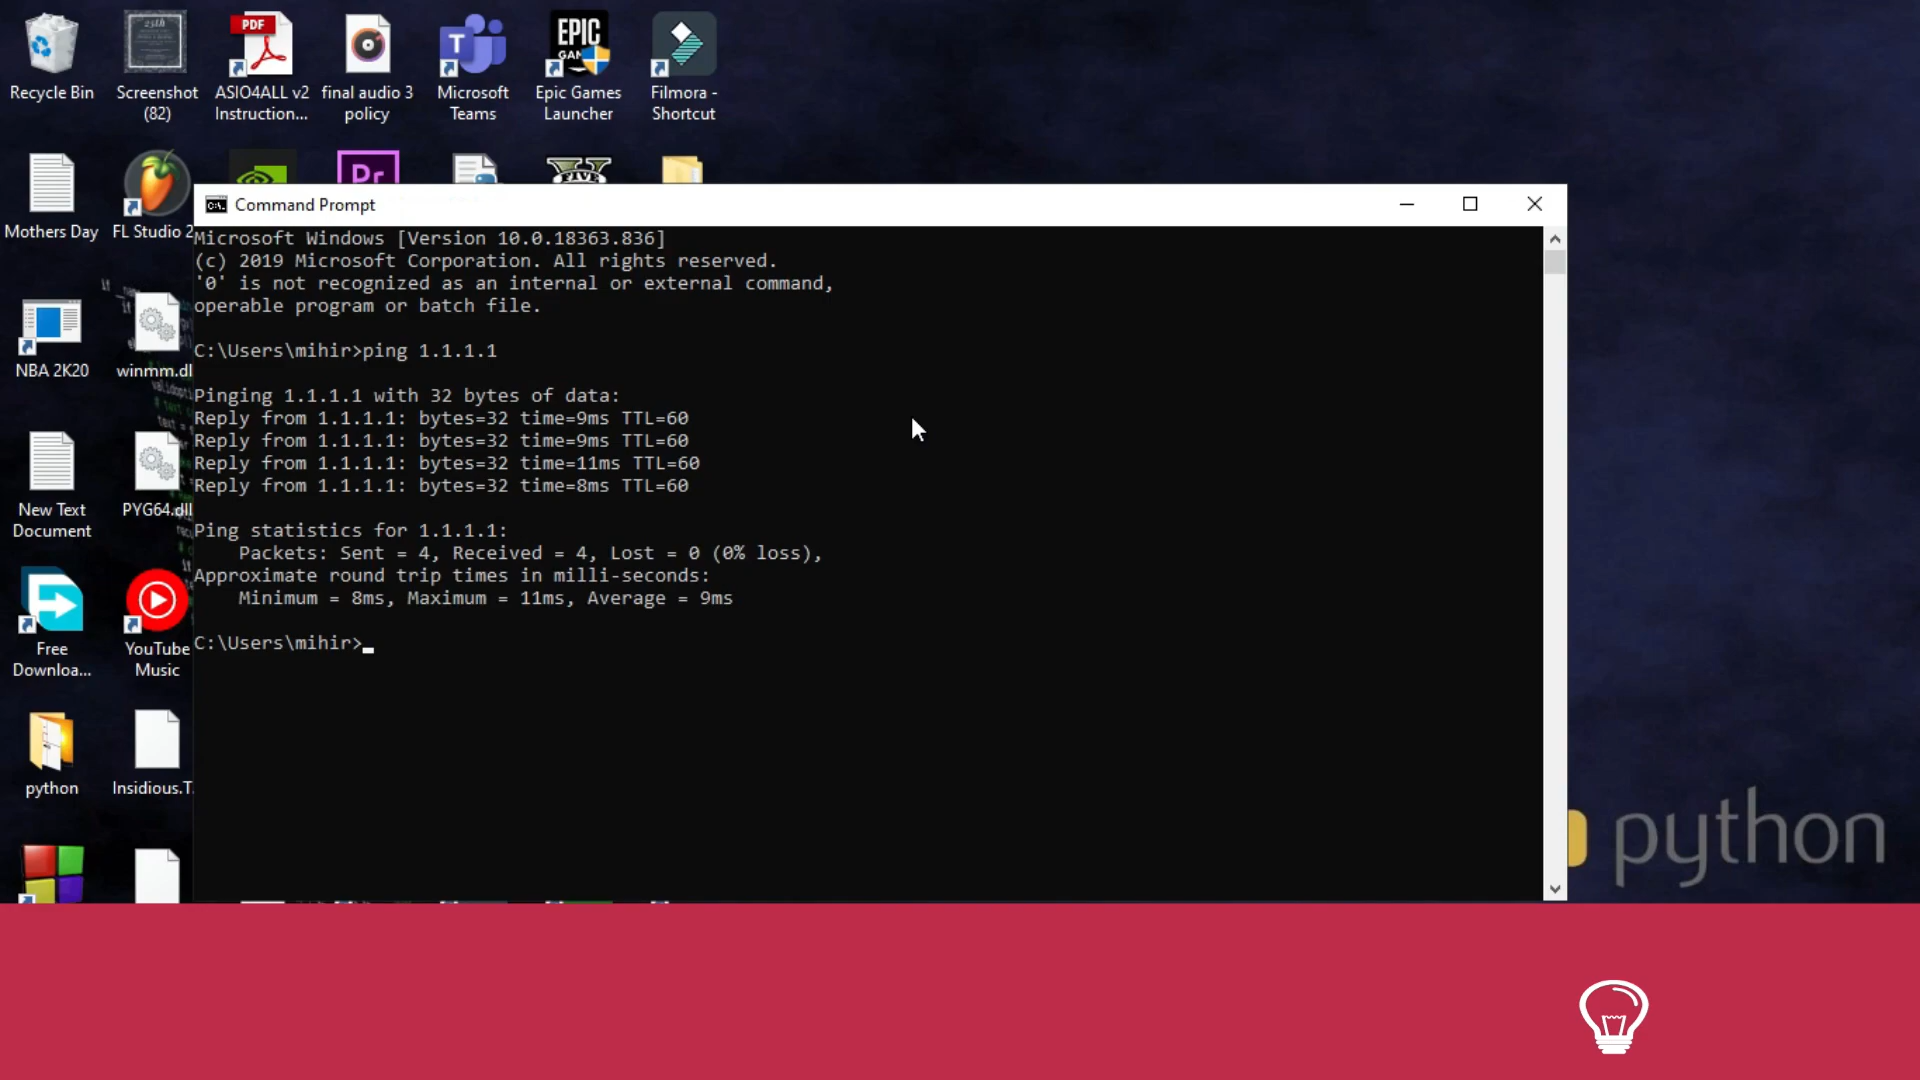 Recycle Bin
Screenshot
(82)
PDF
ASIO4ALL v2
Instruction...
final audio 3
policy
T
Microsoft
Teams
EPIC
GAM
Epic Games
Launcher
Filmora -
Shortcut
Mothers Day
FL Studio 2
Pr
V
FIVE
NBA 2K20
winmm.dl
New Text
Document
PYG64.dll
Free
Downloa...
YouTube
Music
python
Insidious.T.
C:\.
Command Prompt
Microsoft Windows [Version 10.0.18363.836]
(c) 2019 Microsoft Corporation. All rights reserved.
'0' is not recognized as an internal or external command,
operable program or batch file.
C:\Users\mihir>ping 1.1.1.1
Pinging 1.1.1.1 with 32 bytes of data:
Reply from 1.1.1.1: bytes=32 time=9ms TTL=60
Reply from 1.1.1.1: bytes=32 time=9ms TTL=60
Reply from 1.1.1.1: bytes=32 time=11ms TTL=60
Reply from 1.1.1.1: bytes=32 time=8ms TTL=60
Ping statistics for 1.1.1.1:
Packets: Sent = 4, Received = 4, Lost = 0 (0% loss),
Approximate round trip times in milli-seconds:
Minimum = 8ms, Maximum = 11ms, Average = 9ms
C:\Users\mihir>
python